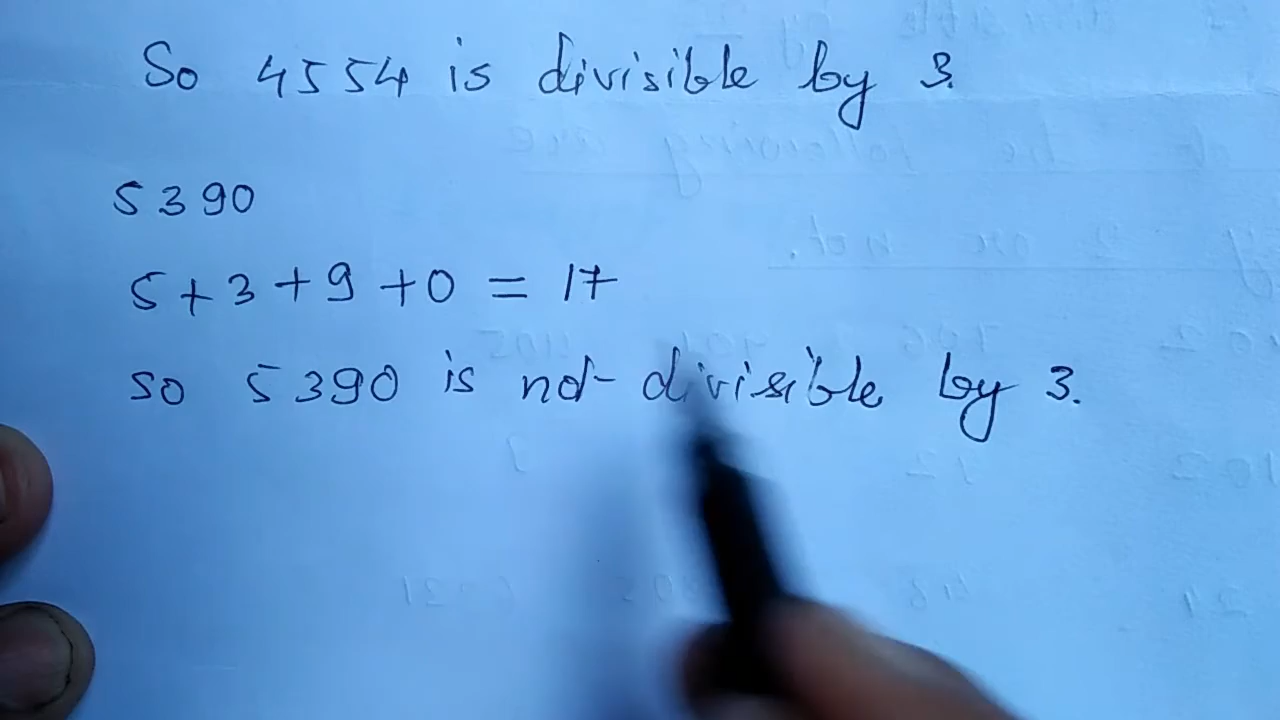 So 4554 is divisible by 3.
5390
5+3+9+0 = 17
so 5390 is not divisible by 3.